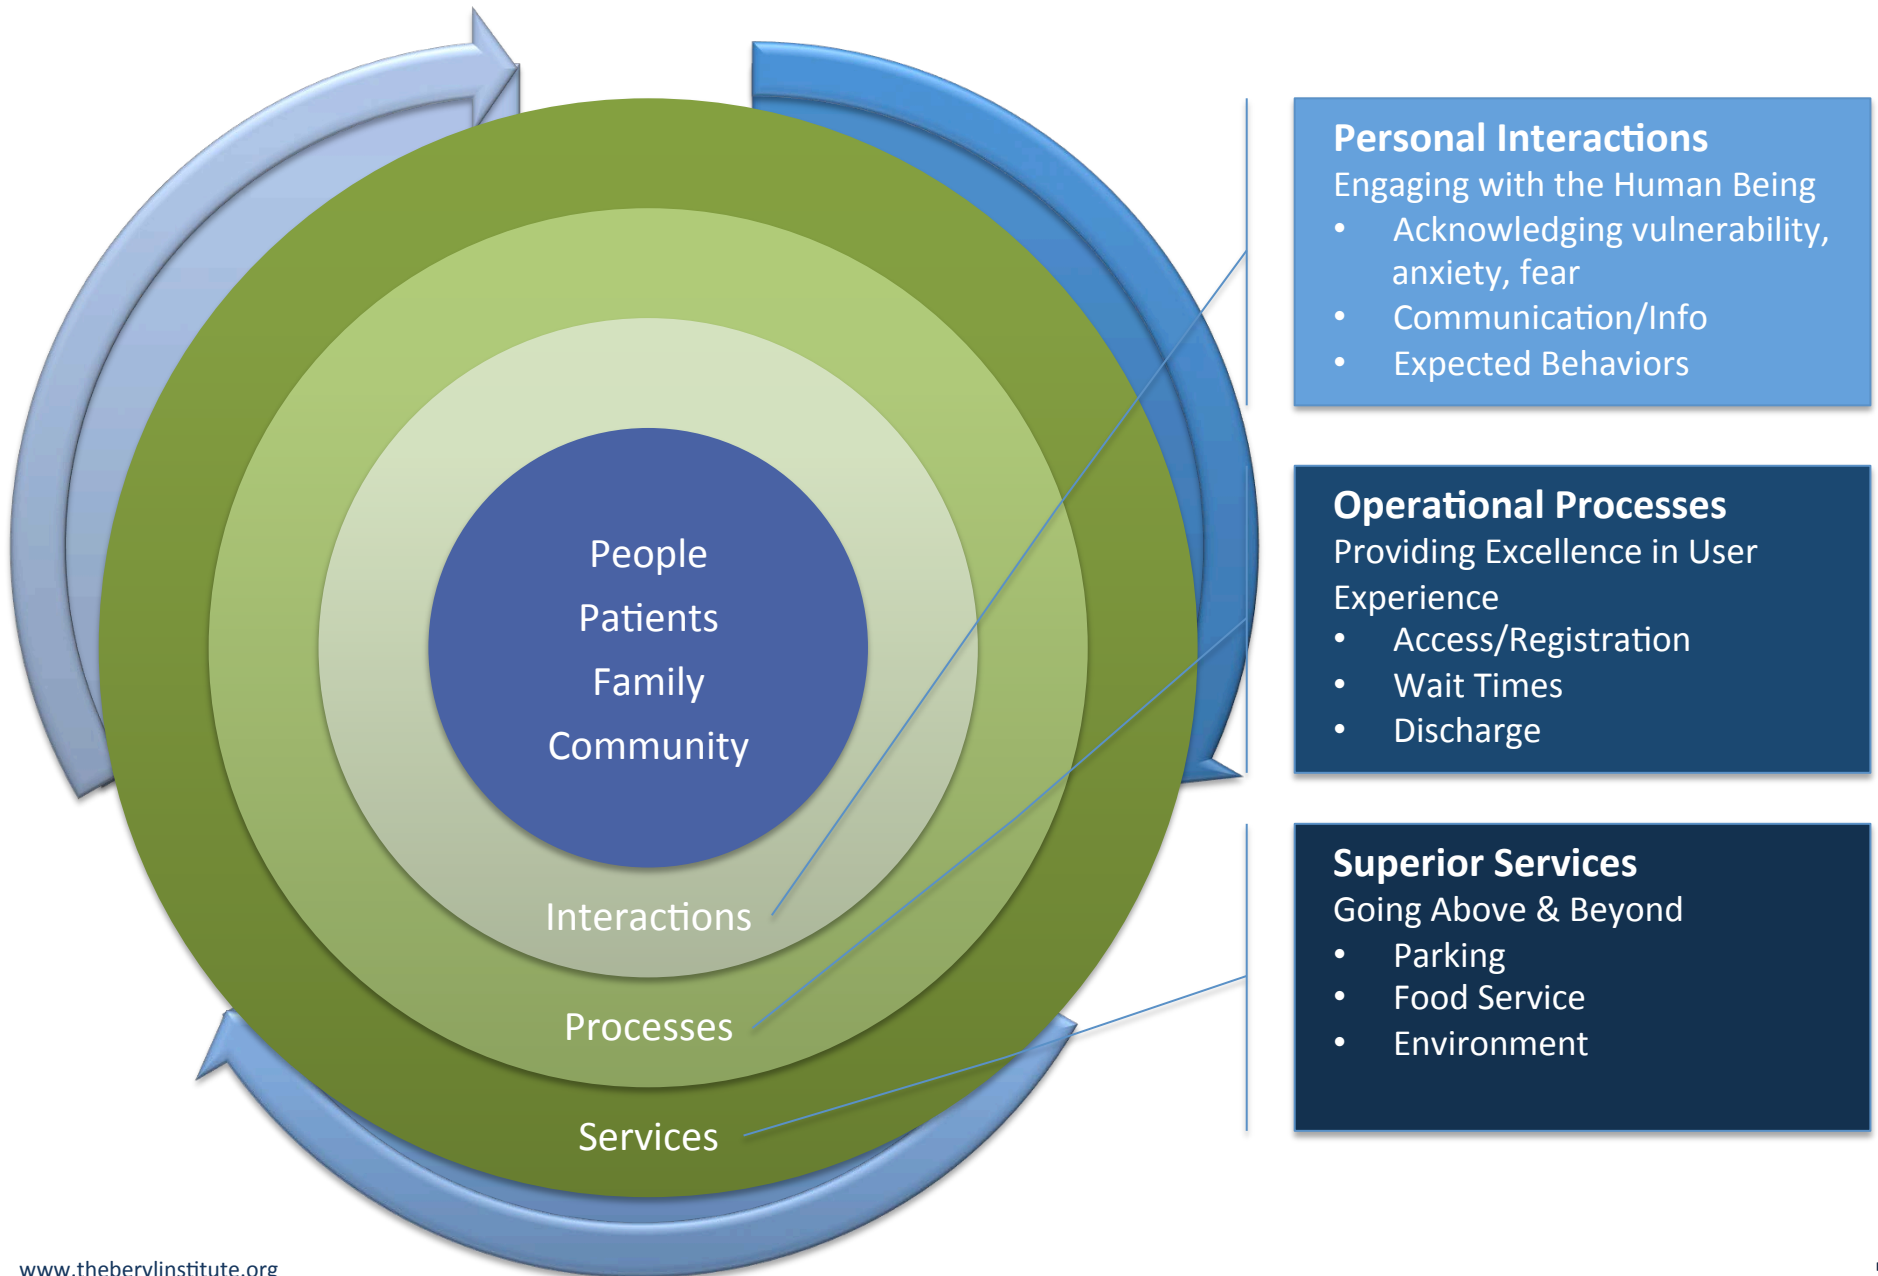 People
Patients
Family
Community
Interactions
Processes
Services
Personal Interactions
Engaging with the Human Being
• Acknowledging vulnerability,
anxiety, fear
• Communication/Info
• Expected Behaviors
Operational Processes
Providing Excellence in User
Experience
• Access/Registration
• Wait Times
• Discharge
Superior Services
Going Above & Beyond
• Parking
• Food Service
• Environment
www.theberylinstitute.org